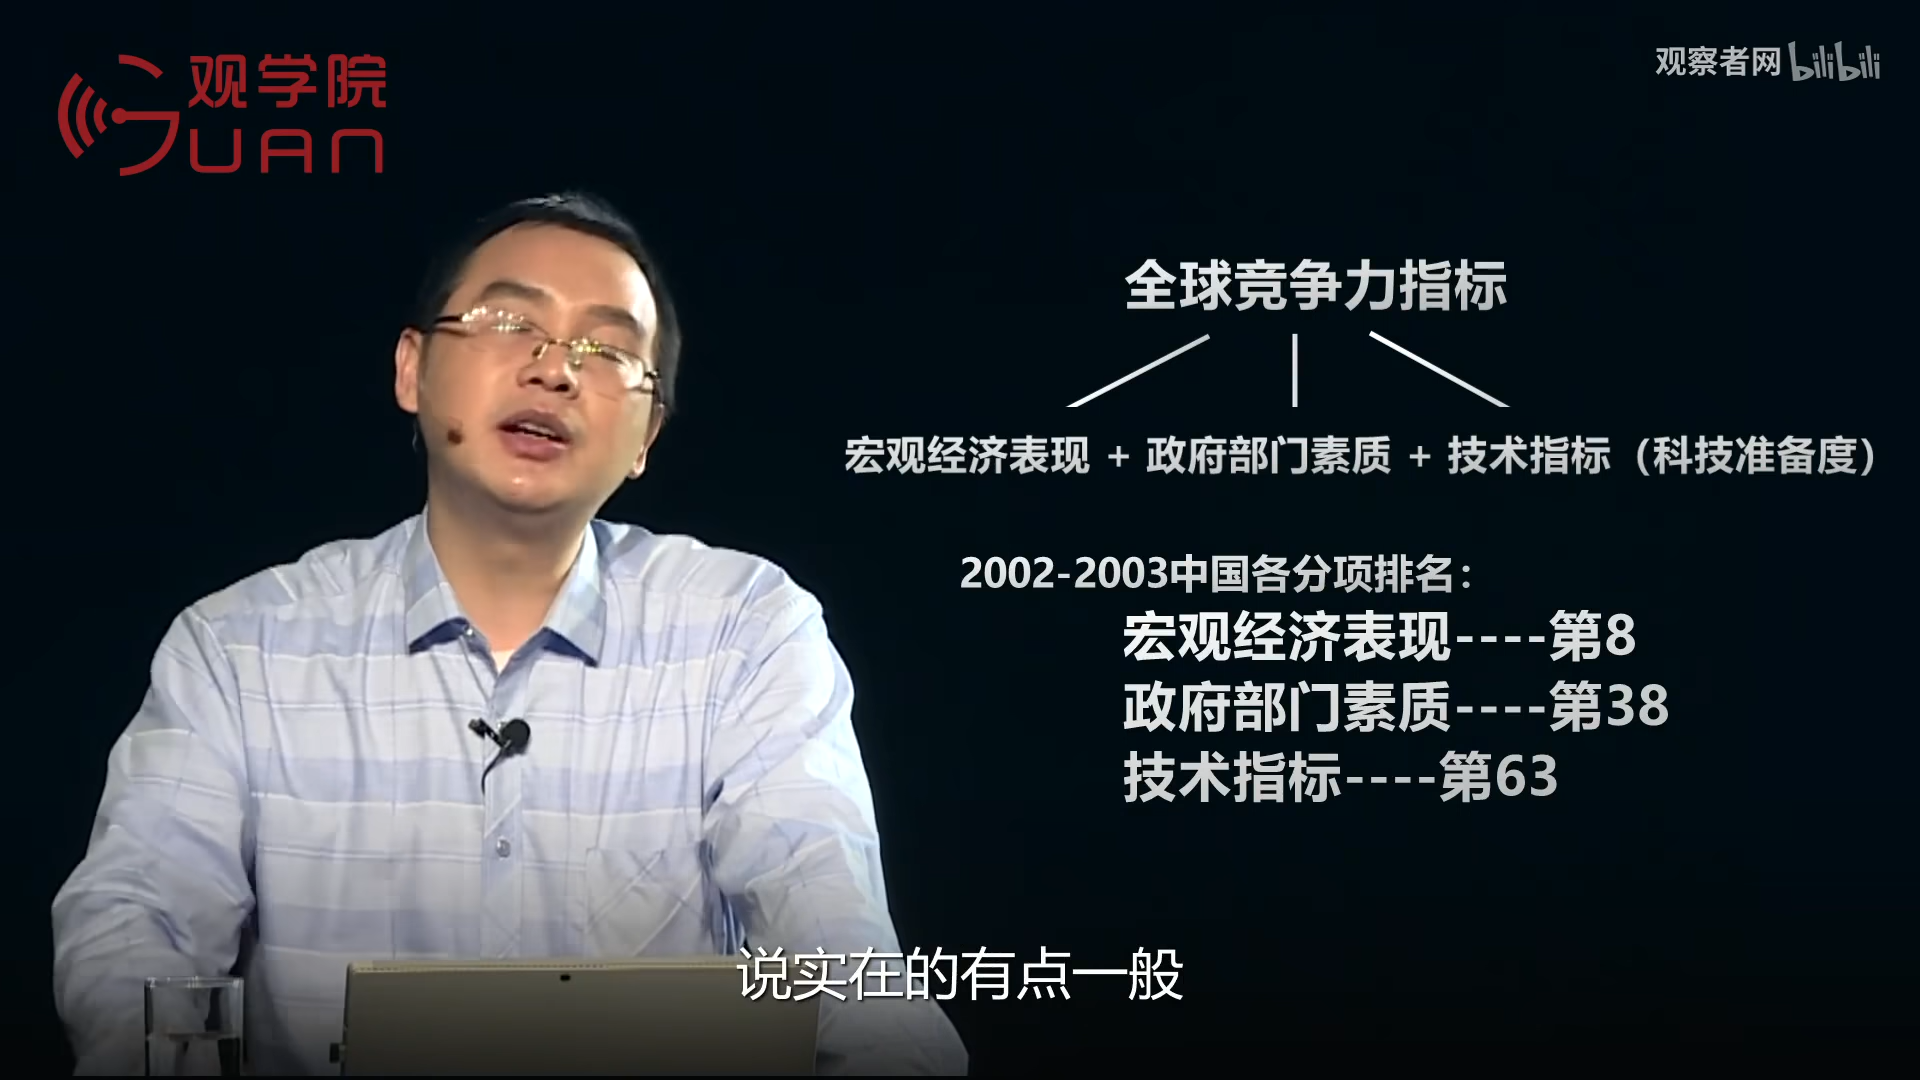 观学院
GUAN
观察者网 bilibili
全球竞争力指标
宏观经济表现 + 政府部门素质 + 技术指标（科技准备度）
2002-2003中国各分项排名：
宏观经济表现----第8
政府部门素质----第38
技术指标----第63
说实在的有点一般